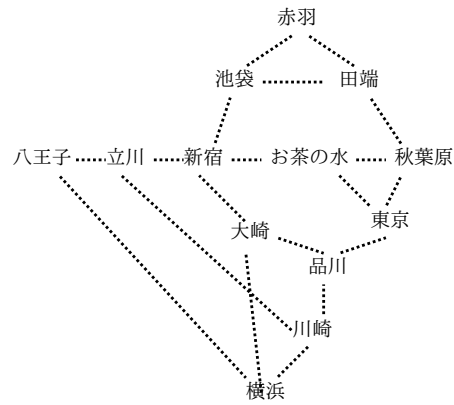 赤羽
池袋 田端
八王子 立川 新宿 お茶の水 秋葉原
東京
大崎
品川
川崎
横浜